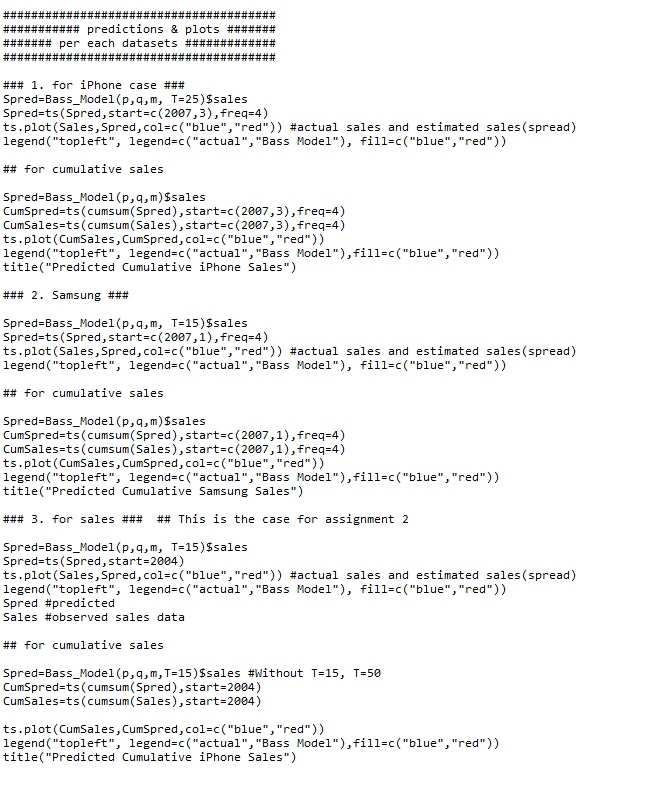 #######################################
########### predictions & plots #######
####### per each datasets #############
#######################################
### 1. for iPhone case ###
Spred=Bass_Model(p,q,m, T=25)$sales
Spred=ts(Spred,start=c(2007,3),freq=4)
ts.plot(Sales,Spred,col=c("blue","red")) #actual sales and estimated sales(spread)
legend("topleft", legend=c("actual","Bass Model"), fill=c("blue","red"))
## for cumulative sales
Spred=Bass_Model(p,q,m)$sales
CumSpred=ts(cumsum(Spred),start=c(2007,3),freq=4)
CumSales=ts(cumsum(Sales),start=c(2007,3),freq=4)
ts.plot(CumSales,CumSpred,col=c("blue","red"))
legend("topleft", legend=c("actual","Bass Model"),fill=c("blue","red"))
title("Predicted Cumulative iPhone Sales")
### 2. Samsung ###
Spred=Bass_Model(p,q,m, T=15)$sales
Spred=ts(Spred,start=c(2007,1),freq=4)
ts.plot(Sales,Spred,col=c("blue","red")) #actual sales and estimated sales(spread)
legend("topleft", legend=c("actual","Bass Model"), fill=c("blue","red"))
## for cumulative sales
Spred=Bass_Model(p,q,m)$sales
CumSpred=ts(cumsum(Spred),start=c(2007,1),freq=4)
CumSales=ts(cumsum(Sales),start=c(2007,1),freq=4)
ts.plot(CumSales,CumSpred,col=c("blue","red"))
legend("topleft", legend=c("actual","Bass Model"),fill=c("blue","red"))
title("Predicted Cumulative Samsung Sales")
### 3. for sales ###  ## This is the case for assignment 2
Spred=Bass_Model(p,q,m, T=15)$sales
Spred=ts(Spred,start=2004)
ts.plot(Sales,Spred,col=c("blue","red")) #actual sales and estimated sales(spread)
legend("topleft", legend=c("actual","Bass Model"), fill=c("blue","red"))
Spred #predicted
Sales #observed sales data
## for cumulative sales
Spred=Bass_Model(p,q,m,T=15)$sales #Without T=15, T=50
CumSpred=ts(cumsum(Spred),start=2004)
CumSales=ts(cumsum(Sales),start=2004)
ts.plot(CumSales,CumSpred,col=c("blue","red"))
legend("topleft", legend=c("actual","Bass Model"),fill=c("blue","red"))
title("Predicted Cumulative iPhone Sales")